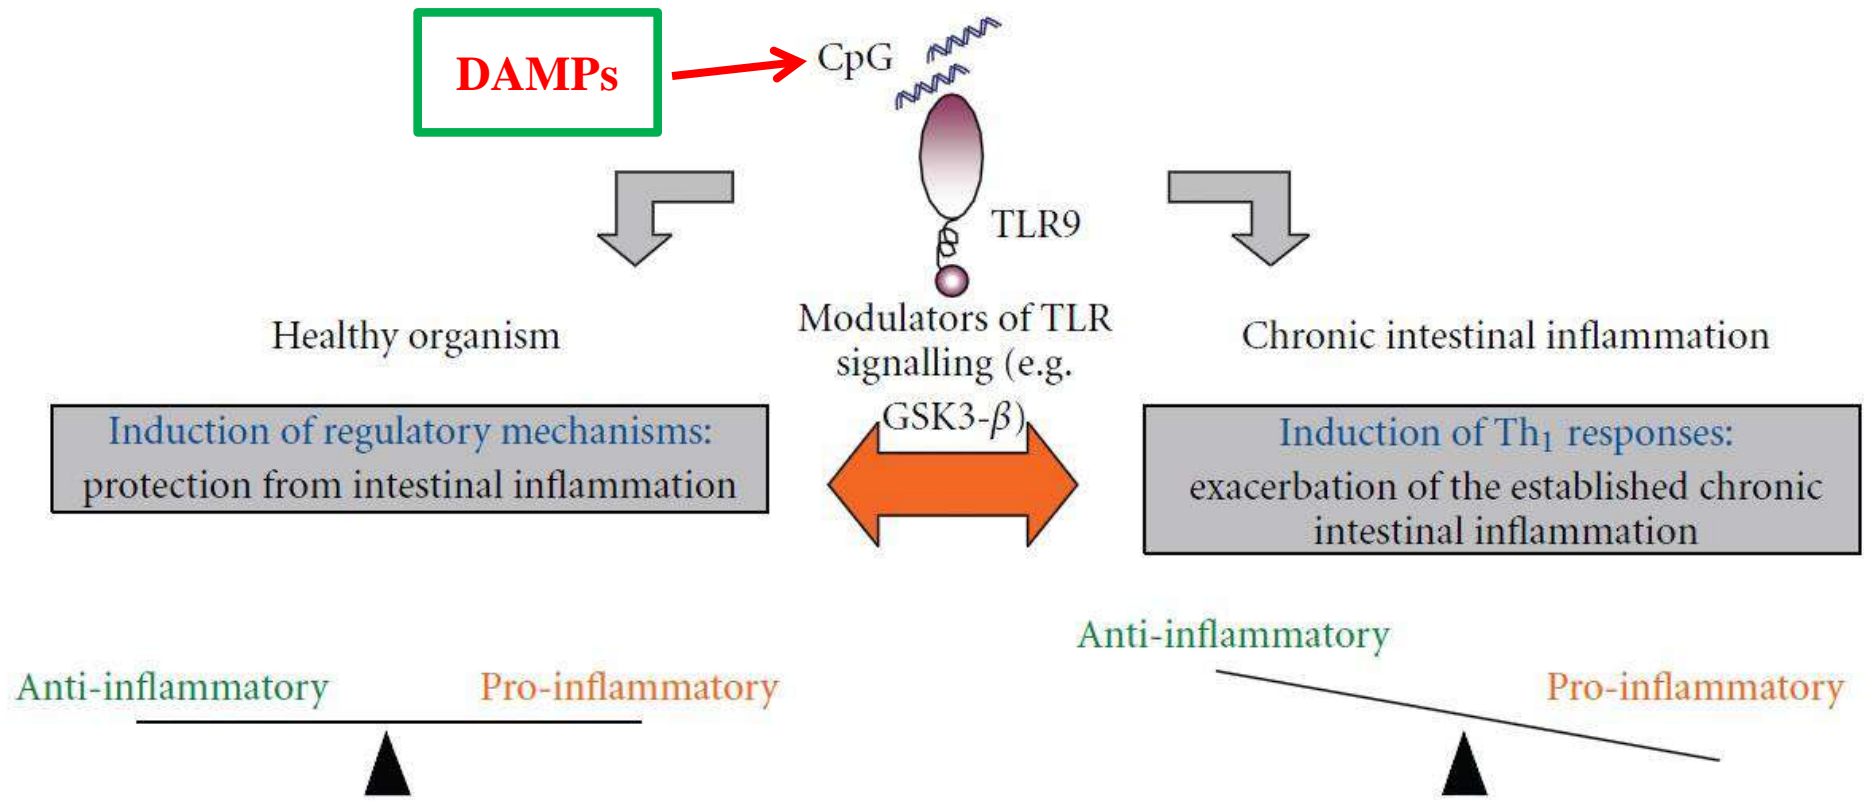 DAMPs
CpG
TLR9
Healthy organism
Modulators of TLR
signalling (e.g.
GSK3-β)
Chronic intestinal inflammation
Induction of regulatory mechanisms:
protection from intestinal inflammation
Induction of Th₁ responses:
exacerbation of the established chronic
intestinal inflammation
Anti-inflammatory
Pro-inflammatory
Anti-inflammatory
Pro-inflammatory